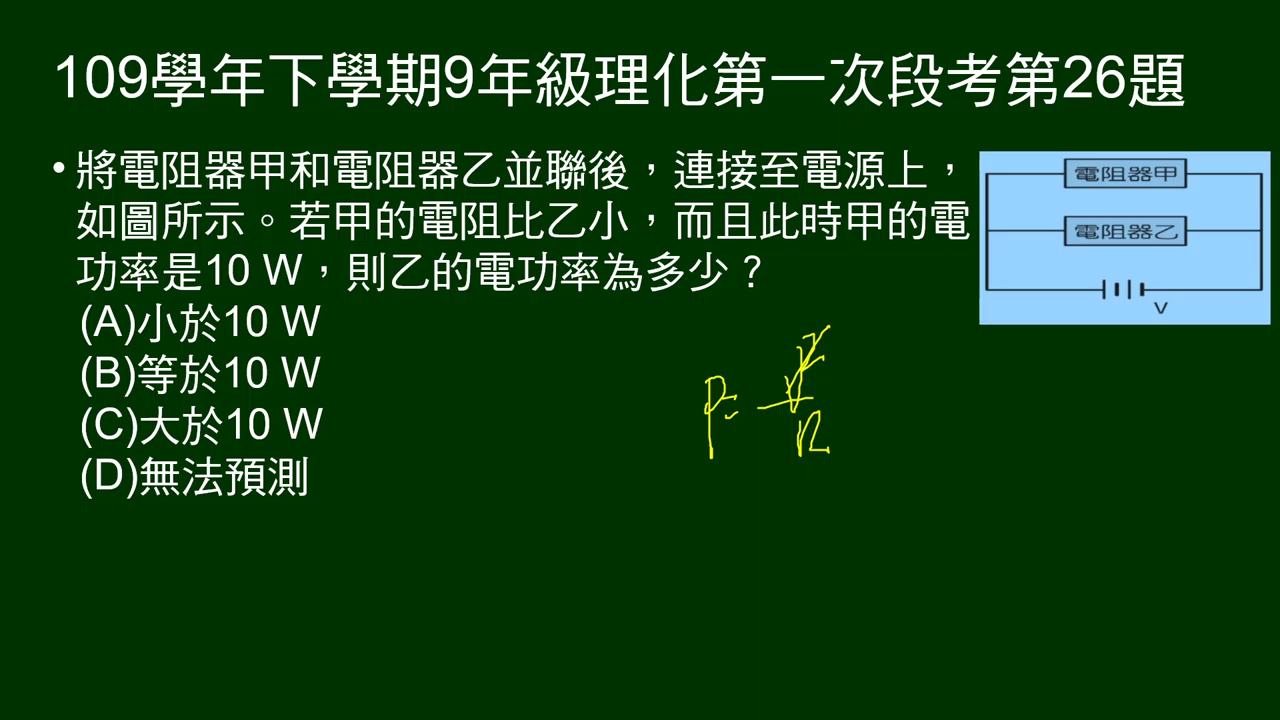 109學年下學期9年級理化第一次段考第26題
•將電阻器甲和電阻器乙並聯後，連接至電源上，
如圖所示。若甲的電阻比乙小，而且此時甲的電
功率是10 W，則乙的電功率為多少？
(A)小於10 W
(B)等於10 W
(C)大於10 W
(D)無法預測
電阻器甲
電阻器乙
V
P=
R